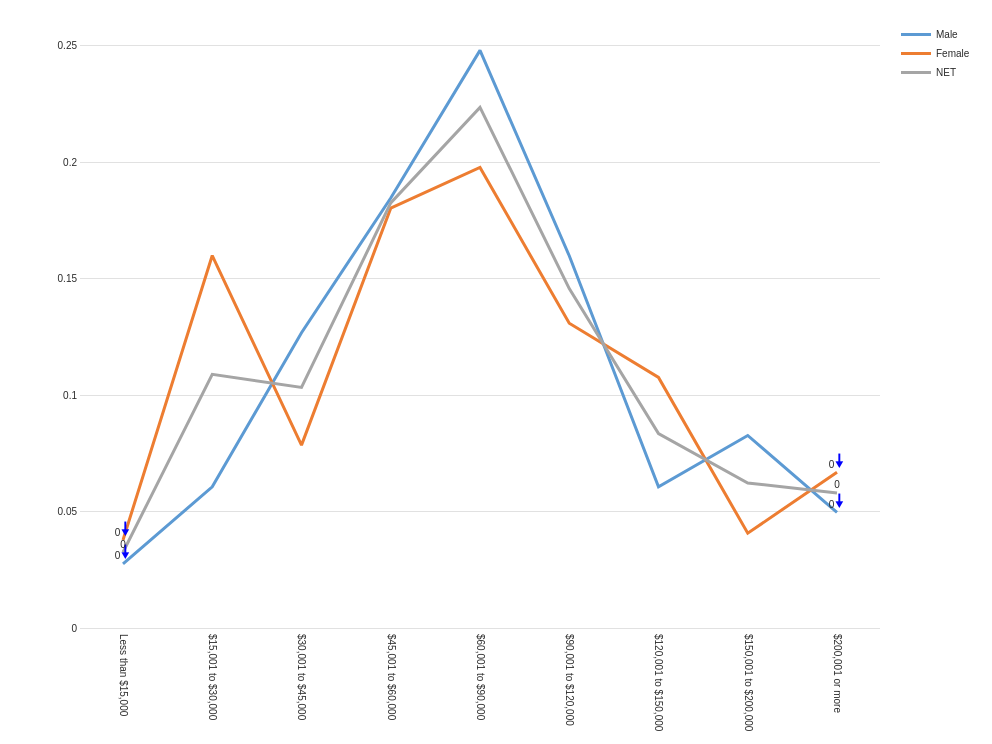 Male
Female
NET
0.25
0.2
0.15
0.1
0.05
0
0
0
0
0
0
0
Less than $15,000
$15,001 to $30,000
$30,001 to $45,000
$45,001 to $60,000
$60,001 to $90,000
$90,001 to $120,000
$120,001 to $150,000
$150,001 to $200,000
$200,001 or more